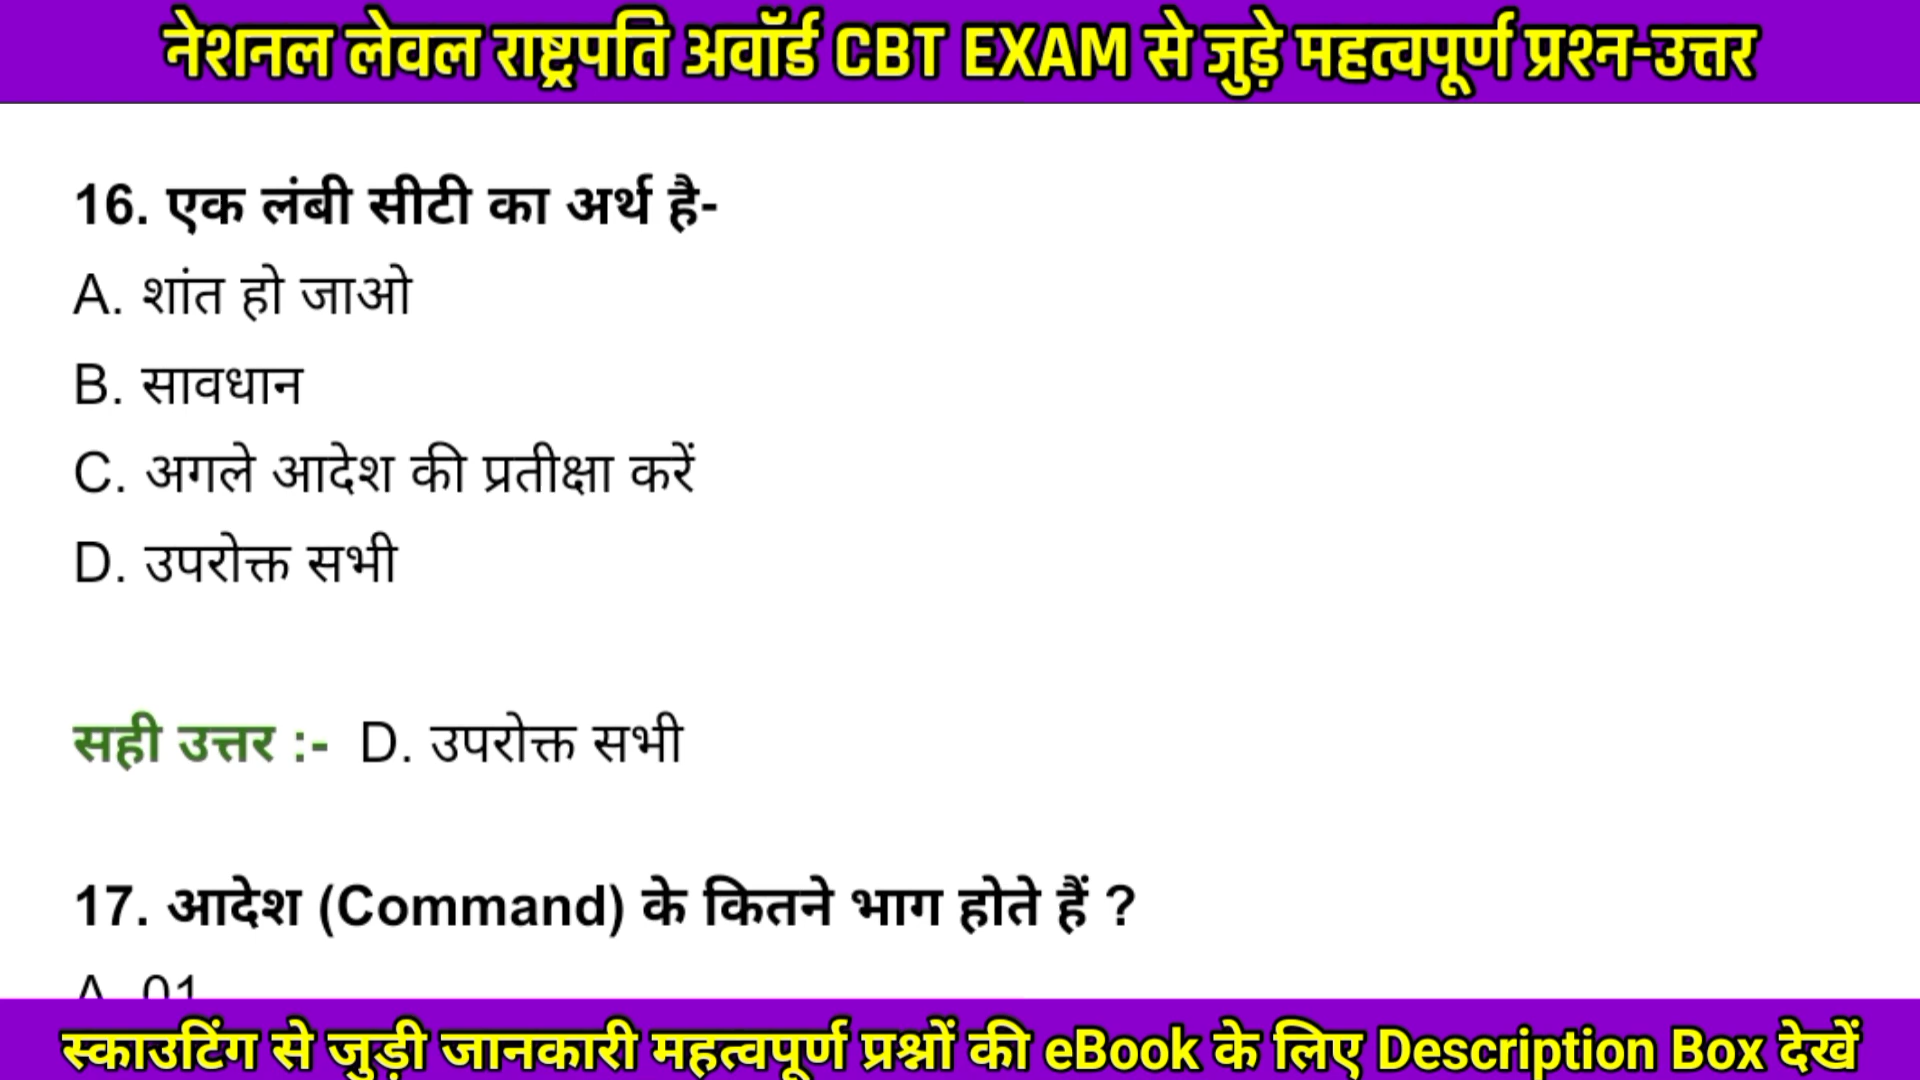 नेशनल लेवल राष्ट्रपति अवॉर्ड CBT EXAM से जुड़े महत्वपूर्ण प्रश्न-उत्तर
16. एक लंबी सीटी का अर्थ है-
A. शांत हो जाओ
B. सावधान
C. अगले आदेश की प्रतीक्षा करें
D. उपरोक्त सभी
सही उत्तर :- D. उपरोक्त सभी
17. आदेश (Command) के कितने भाग होते हैं ?
A. 01
स्काउटिंग से जुड़ी जानकारी महत्वपूर्ण प्रश्नों की eBook के लिए Description Box देखें